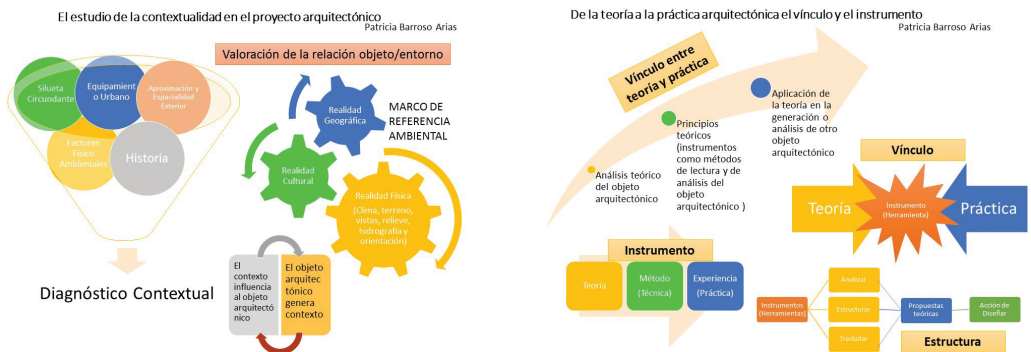 El estudio de la contextualidad en el proyecto arquitectónico
Patricia Barroso Arias
Silueta
Circundante
Equipamient
o Urbano
Aproximación y
Espacialidad
Exterior
Factores
Físico
Ambientales
Historia
Diagnóstico Contextual
Valoración de la relación objeto/entorno
Realidad
Geográfica
MARCO DE
REFERENCIA
AMBIENTAL
Realidad
Cultural
Realidad Física
(Clima, terreno,
vistas, relieve,
hidrografía y
orientación)
El
contexto
influencia
al objeto
arquitectó
nico
El objeto
arquitec
tónico
genera
contexto
De la teoría a la práctica arquitectónica el vínculo y el instrumento
Patricia Barroso Arias
Vínculo entre
teoría y práctica
Análisis teórico
del objeto
arquitectónico
Principios
teóricos
(instrumentos
como métodos
de lectura y de
análisis del
objeto
arquitectónico )
Aplicación de
la teoría en la
generación o
análisis de otro
objeto
arquitectónico
Vínculo
Teoría
Instrumento
(Herramienta)
Práctica
Instrumento
Teoría
Método
(Técnica)
Experiencia
(Práctica)
Instrumentos
(Herramientas)
Analizar
Estructurar
Trasladar
Propuestas
teóricas
Acción de
Diseñar
Estructura